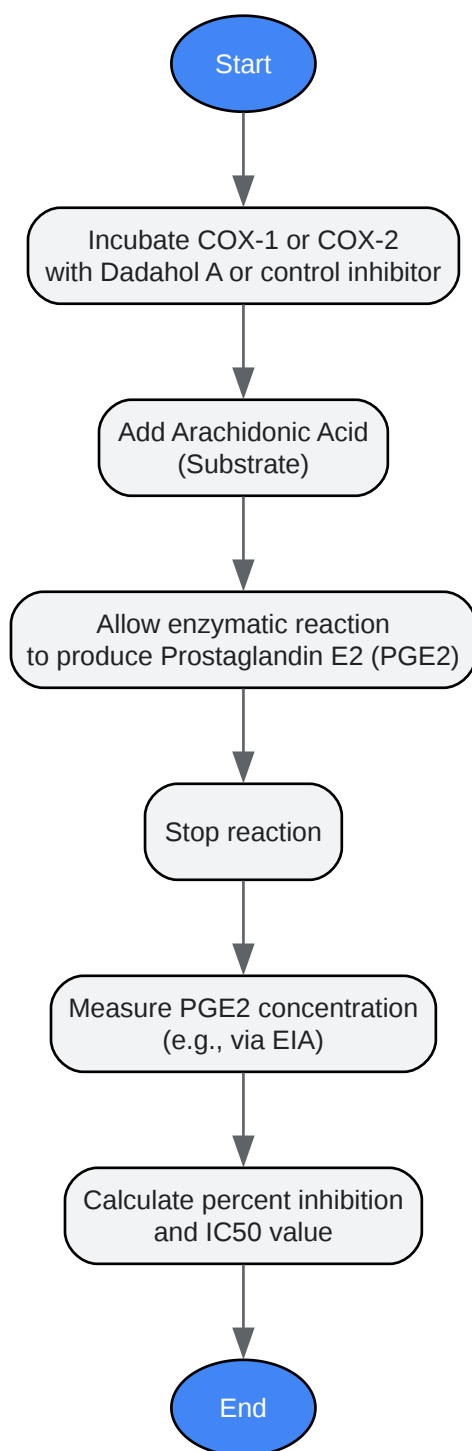 Start
Incubate COX-1 or COX-2
with Dadahol A or control inhibitor
Add Arachidonic Acid
(Substrate)
Allow enzymatic reaction
to produce Prostaglandin E2 (PGE2)
Stop reaction
Measure PGE2 concentration
(e.g., via EIA)
Calculate percent inhibition
and IC50 value
End